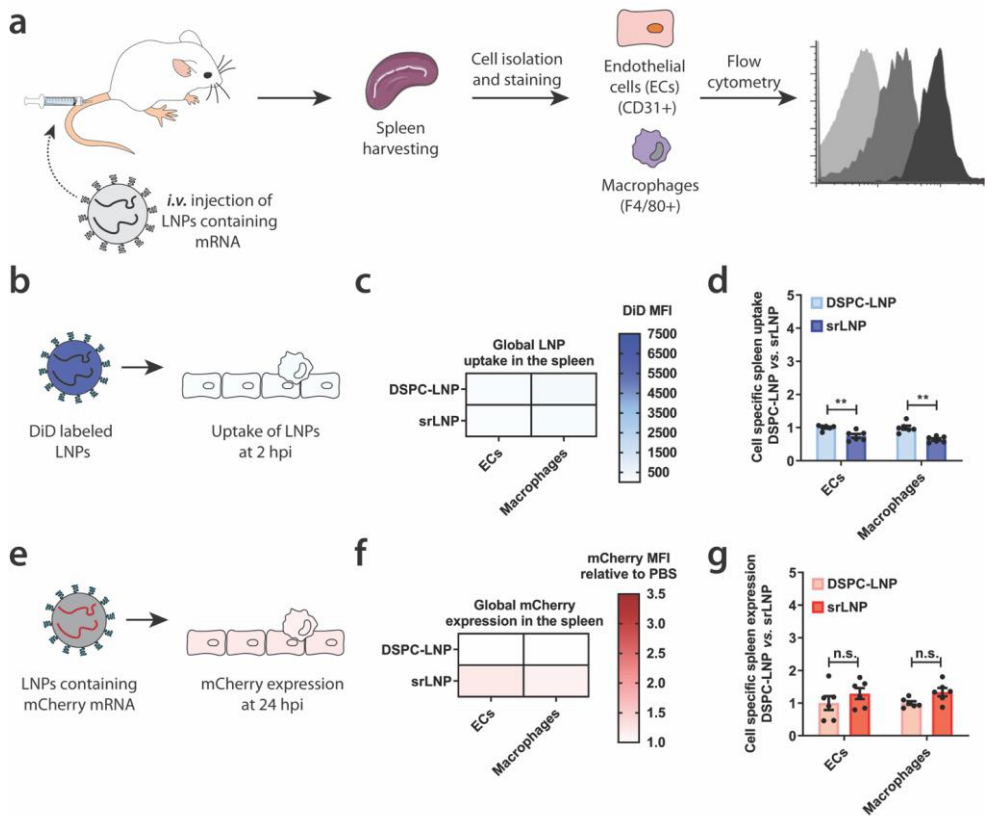 a
i.v. injection of
LNPs containing
mRNA
Spleen
harvesting
Cell isolation
and staining
Endothelial
cells (ECs)
(CD31+)
Macrophages
(F4/80+)
Flow
cytometry
b
DiD labeled
LNPs
Uptake of LNPs
at 2 hpi
c
Global LNP
uptake in the spleen
DSPC-LNP
srLNP
ECs
Macrophages
DiD MFI
7500
6500
5500
4500
3500
2500
1500
500
d
Cell specific spleen uptake
DSPC-LNP vs. srLNP
5
4
3
2
1
0
DSPC-LNP
srLNP
**
**
ECs
Macrophages
e
LNPs containing
mCherry mRNA
mCherry expression
at 24 hpi
f
Global mCherry
expression in the spleen
DSPC-LNP
srLNP
ECs
Macrophages
mCherry MFI
relative to PBS
3.5
3.0
2.5
2.0
1.5
1.0
g
Cell specific spleen expression
DSPC-LNP vs. srLNP
5
4
3
2
1
0
DSPC-LNP
srLNP
n.s.
n.s.
ECs
Macrophages